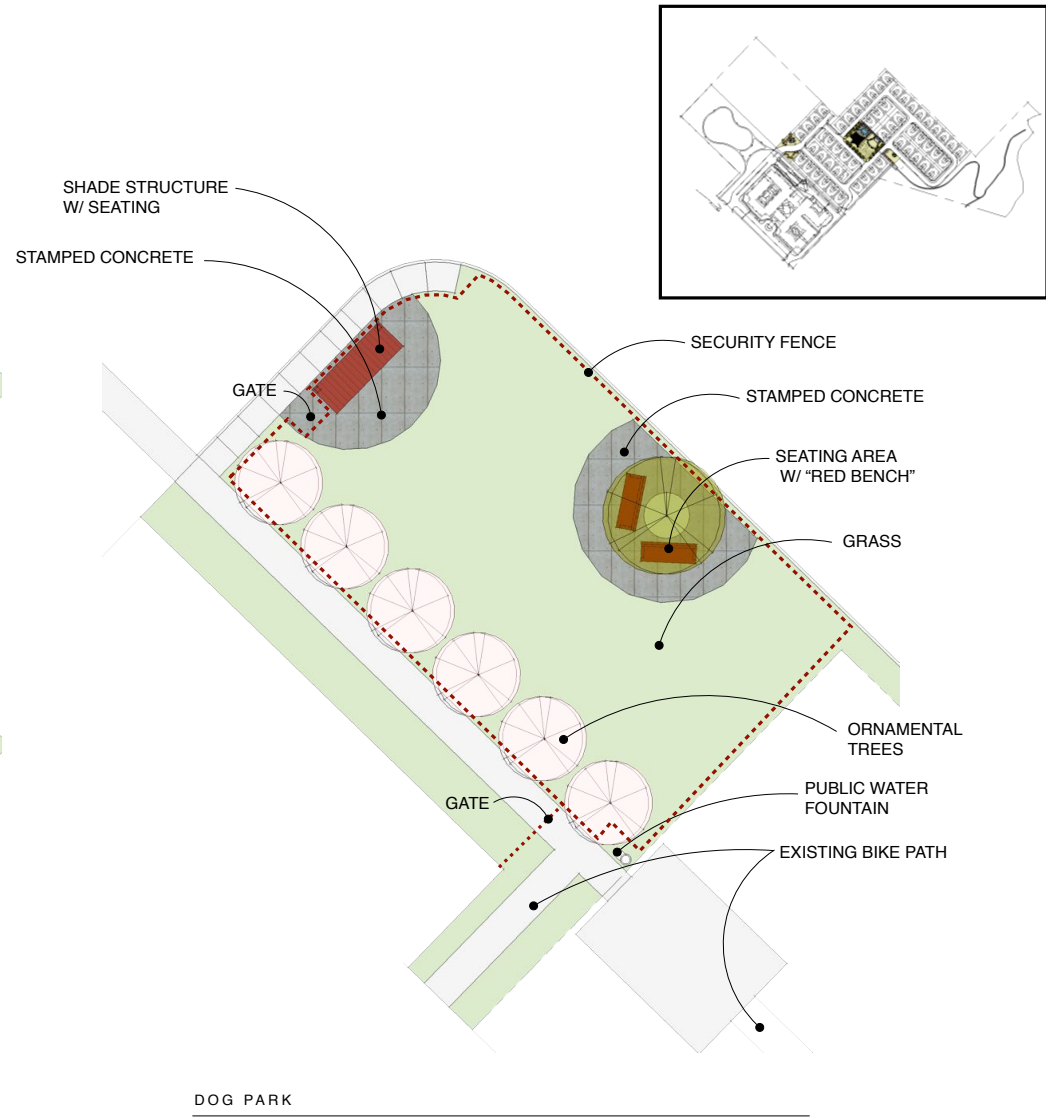 SHADE STRUCTURE
W/ SEATING
STAMPED CONCRETE
GATE
SECURITY FENCE
STAMPED CONCRETE
SEATING AREA
W/ “RED BENCH”
GRASS
ORNAMENTAL
TREES
PUBLIC WATER
FOUNTAIN
GATE
EXISTING BIKE PATH
DOG PARK